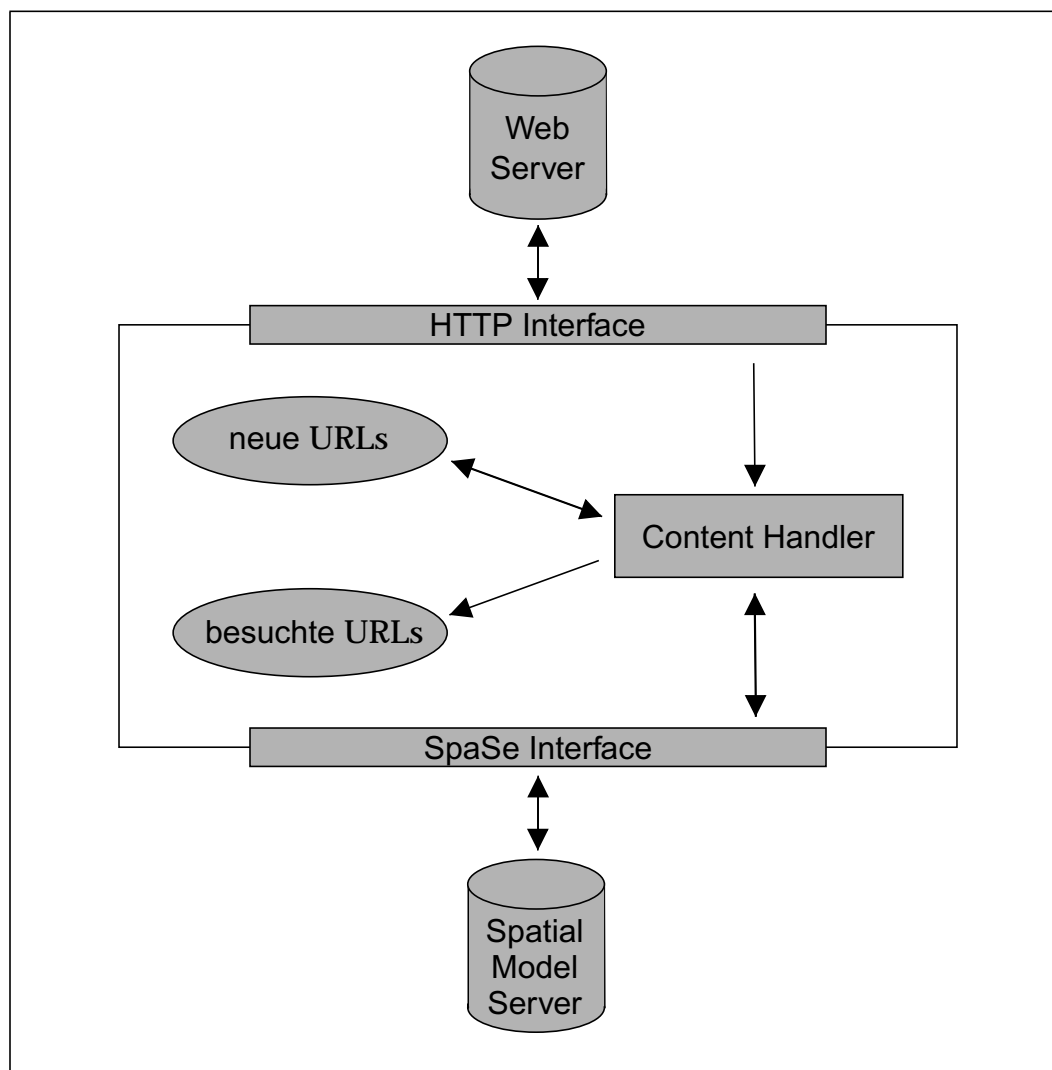 Web
Server
HTTP Interface
neue URLs
Content Handler
besuchte URLs
SpaSe Interface
Spatial
Model
Server